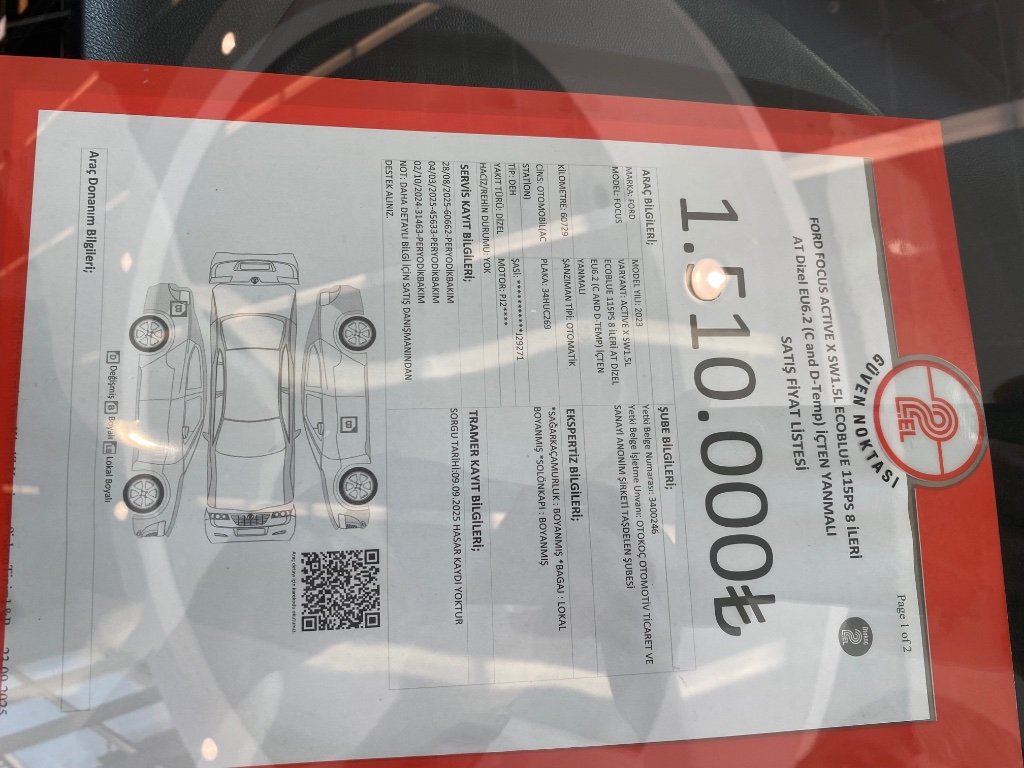 Page 1 of 2
GÜVEN NOKTASI
2.EL
FORD FOCUS ACTIVE X SW1.5L ECOBLUE 115PS 8 İLERİ
AT Dizel EU6.2 (C and D-Temp) İÇTEN YANMALI
SATIŞ FİYAT LİSTESİ
1.510.000₺
ARAÇ BİLGİLERİ;
MARKA: FORD
MODEL: FOCUS
KİLOMETRE: 60729
CİNS: OTOMOBİL(AC
STATION)
TİP: DEH
YAKIT TÜRÜ: DİZEL
HACİZ/REHİN DURUMU: YOK
MODEL YILI: 2023
VARYANT: ACTIVE X SW1.5L
ECOBLUE 115PS 8 İLERİ AT DİZEL
EU6.2 (C AND D-TEMP) İÇTEN
YANMALI
ŞANZIMAN TİPİ: OTOMATİK
PLAKA: 34HUC269
ŞASİ: **********J29271
MOTOR: PJ2****
ŞUBE BİLGİLERİ;
Yetki Belge Numarası: 3400246
Yetki Belge İşletme Unvanı: OTOKOÇ OTOMOTİV TİCARET VE
SANAYİ ANONİM ŞİRKETİ TAŞDELEN ŞUBESİ
EKSPERTİZ BİLGİLERİ;
*SAĞARKAÇAMURLUK : BOYANMIŞ *BAGAJ : LOKAL
BOYANMIŞ *SOLÖNKAPI : BOYANMIŞ
SERVİS KAYIT BİLGİLERİ;
28/08/2025-60662-PERYODİKBAKIM
04/03/2025-45633-PERYODİKBAKIM
02/10/2024-31463-PERYODİKBAKIM
NOT: DAHA DETAYLI BİLGİ İÇİN SATIŞ DANIŞMANINDAN
DESTEK ALINIZ.
TRAMER KAYIT BİLGİLERİ;
SORGU TARİHİ:09.09.2025 HASAR KAYDI YOKTUR
B
B
D Değişmiş B Boyalı L Lokal Boyalı
Araç Donanım Bilgileri;